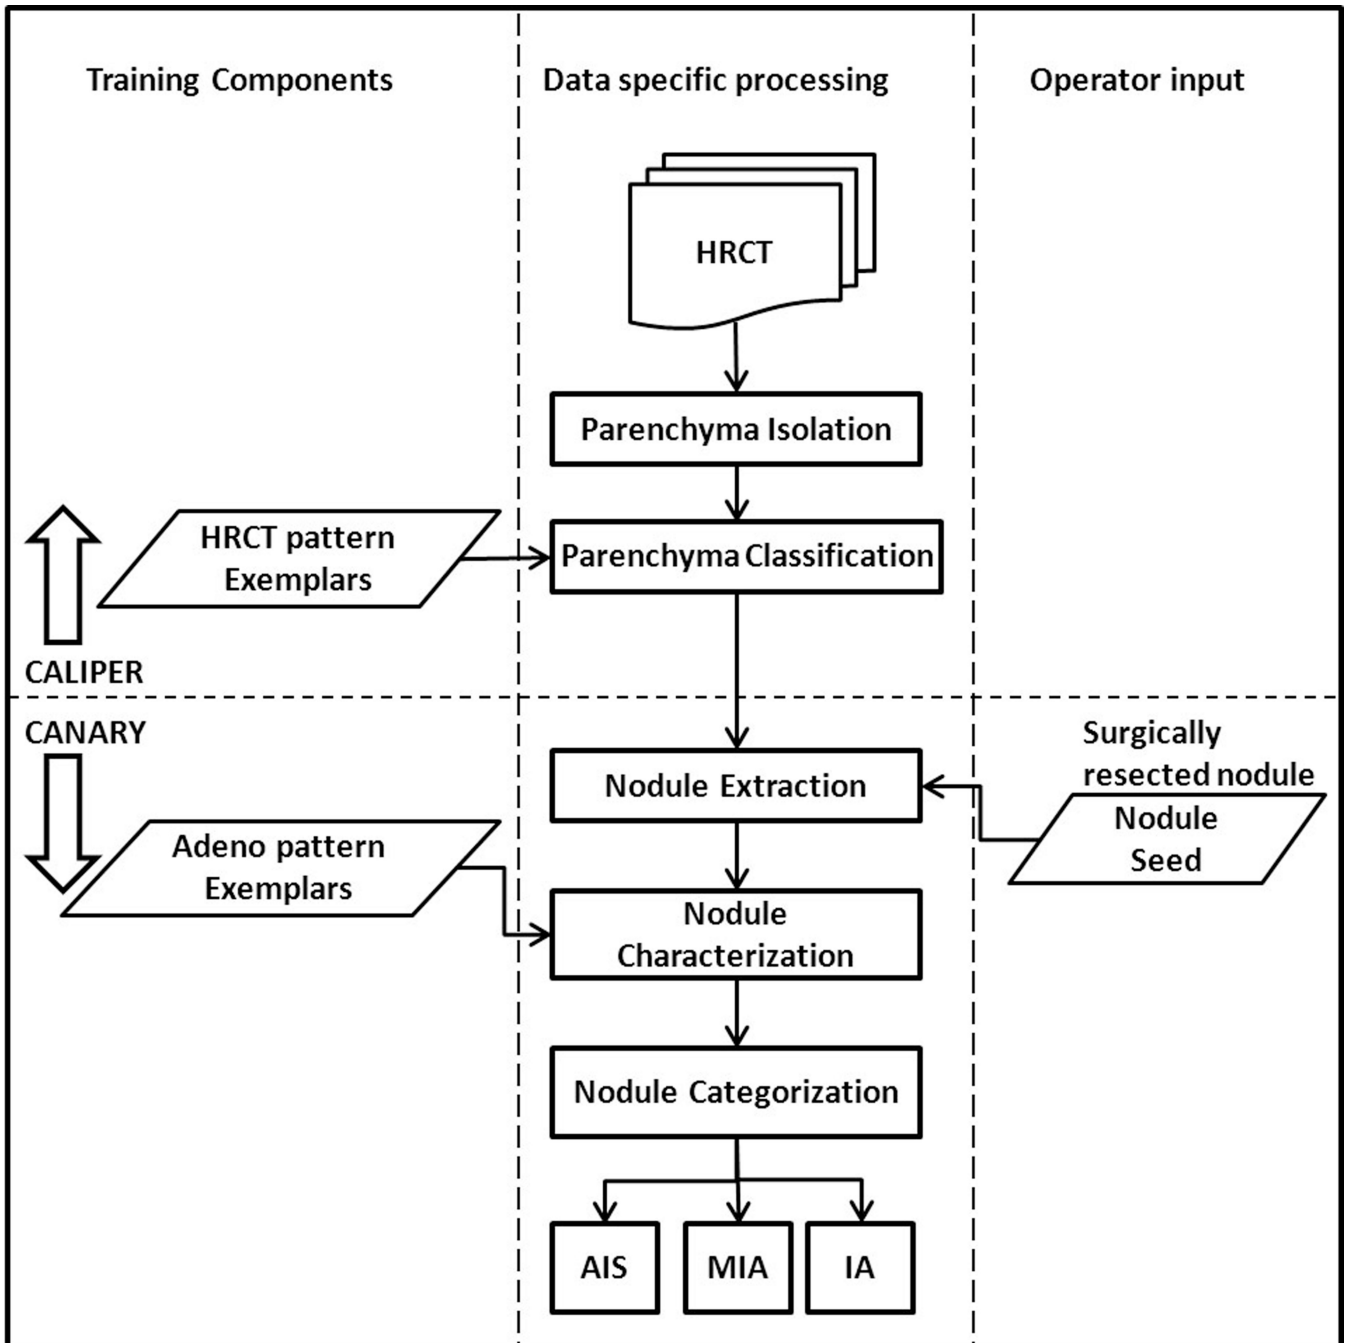 Training Components
Data specific processing
Operator input
HRCT
Parenchyma Isolation
HRCT pattern
Exemplars
Parenchyma Classification
CALIPER
CANARY
Surgically
resected nodule
Nodule Extraction
Nodule
Seed
Adeno pattern
Exemplars
Nodule
Characterization
Nodule Categorization
AIS
MIA
IA